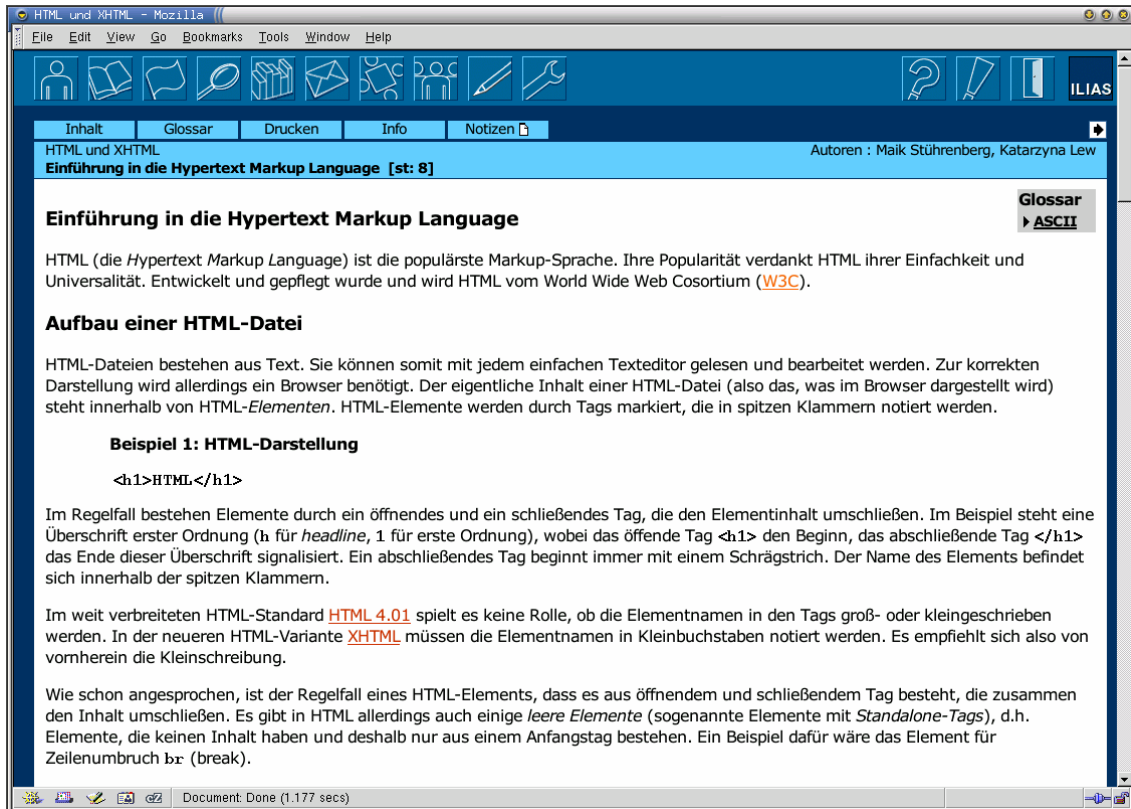 HTML und XHTML - Mozilla
File Edit View Go Bookmarks Tools Window Help
ILIAS
Inhalt Glossar Drucken Info Notizen
HTML und XHTML Autoren : Maik Stührenberg, Katarzyna Lew
Einführung in die Hypertext Markup Language [st: 8]
Glossar
ASCII
Einführung in die Hypertext Markup Language
HTML (die Hypertext Markup Language) ist die populärste Markup-Sprache. Ihre Popularität verdankt HTML ihrer Einfachkeit und
Universalität. Entwickelt und gepflegt wurde und wird HTML vom World Wide Web Cosortium (W3C).
Aufbau einer HTML-Datei
HTML-Dateien bestehen aus Text. Sie können somit mit jedem einfachen Texteditor gelesen und bearbeitet werden. Zur korrekten
Darstellung wird allerdings ein Browser benötigt. Der eigentliche Inhalt einer HTML-Datei (also das, was im Browser dargestellt wird)
steht innerhalb von HTML-Elementen. HTML-Elemente werden durch Tags markiert, die in spitzen Klammern notiert werden.
Beispiel 1: HTML-Darstellung
<h1>HTML</h1>
Im Regelfall bestehen Elemente durch ein öffnendes und ein schließendes Tag, die den Elementinhalt umschließen. Im Beispiel steht eine
Überschrift erster Ordnung (h für headline, 1 für erste Ordnung), wobei das öffende Tag <h1> den Beginn, das abschließende Tag </h1>
das Ende dieser Überschrift signalisiert. Ein abschließendes Tag beginnt immer mit einem Schrägstrich. Der Name des Elements befindet
sich innerhalb der spitzen Klammern.
Im weit verbreiteten HTML-Standard HTML 4.01 spielt es keine Rolle, ob die Elementnamen in den Tags groß- oder kleingeschrieben
werden. In der neueren HTML-Variante XHTML müssen die Elementnamen in Kleinbuchstaben notiert werden. Es empfiehlt sich also von
vornherein die Kleinschreibung.
Wie schon angesprochen, ist der Regelfall eines HTML-Elements, dass es aus öffnendem und schließendem Tag besteht, die zusammen
den Inhalt umschließen. Es gibt in HTML allerdings auch einige leere Elemente (sogenannte Elemente mit Standalone-Tags), d.h.
Elemente, die keinen Inhalt haben und deshalb nur aus einem Anfangstag bestehen. Ein Beispiel dafür wäre das Element für
Zeilenumbruch br (break).
Document: Done (1.177 secs)